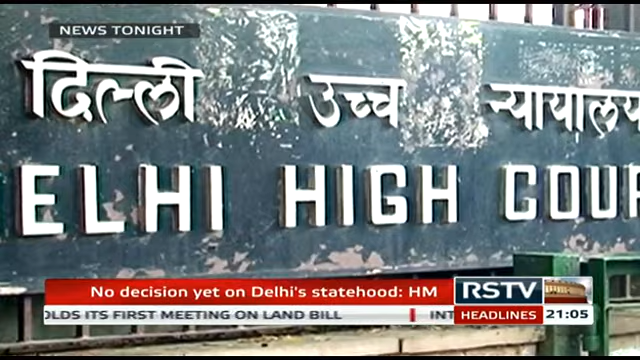 NEWS TONIGHT
दिल्ली उच्च न्यायालय
ELHI HIGH COUR
No decision yet on Delhi's statehood: HM
RSTV
OLDS ITS FIRST MEETING ON LAND BILL | INT
HEADLINES 21:05